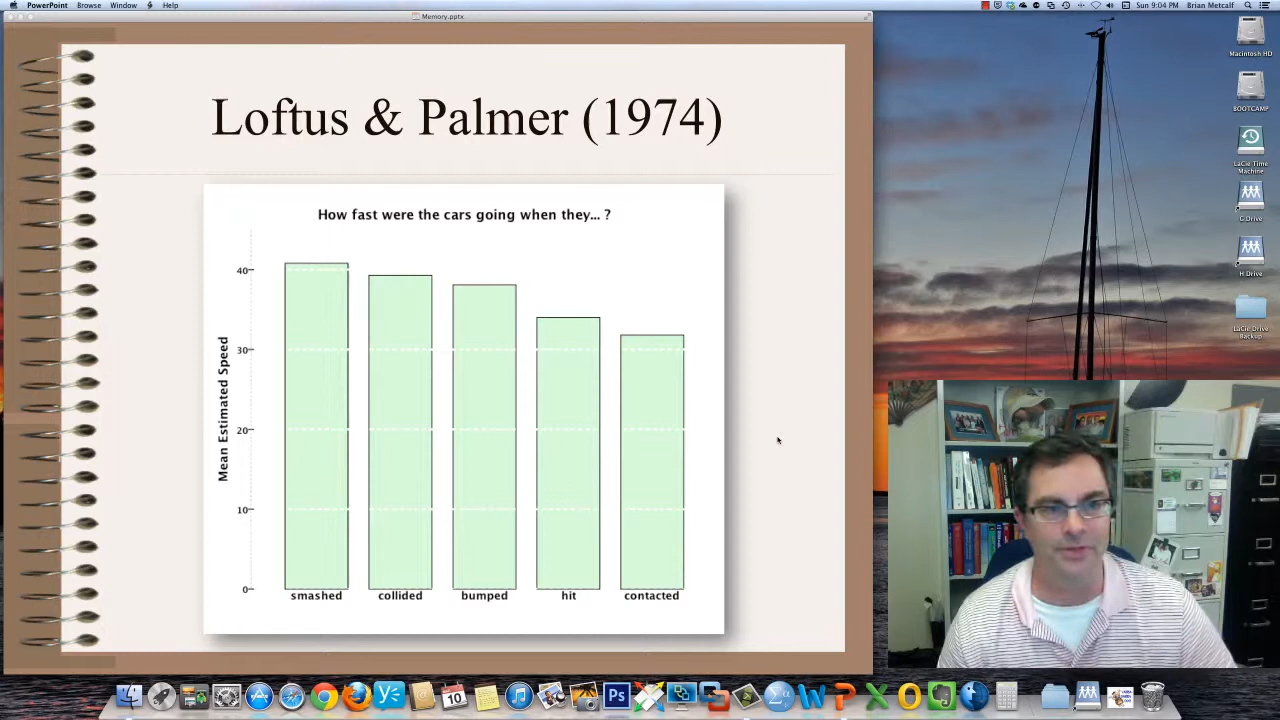 PowerPoint Browse Window Help
Sun 9:04 PM Brian Metcalf
Memory.pptx
Loftus & Palmer (1974)
How fast were the cars going when they... ?
Mean Estimated Speed
40
30
20
10
0
smashed collided bumped hit contacted
Macintosh HD
BOOTCAMP
LaCie Time
Machine
G Drive
H Drive
LaCie Drive
Backup
10
Ps